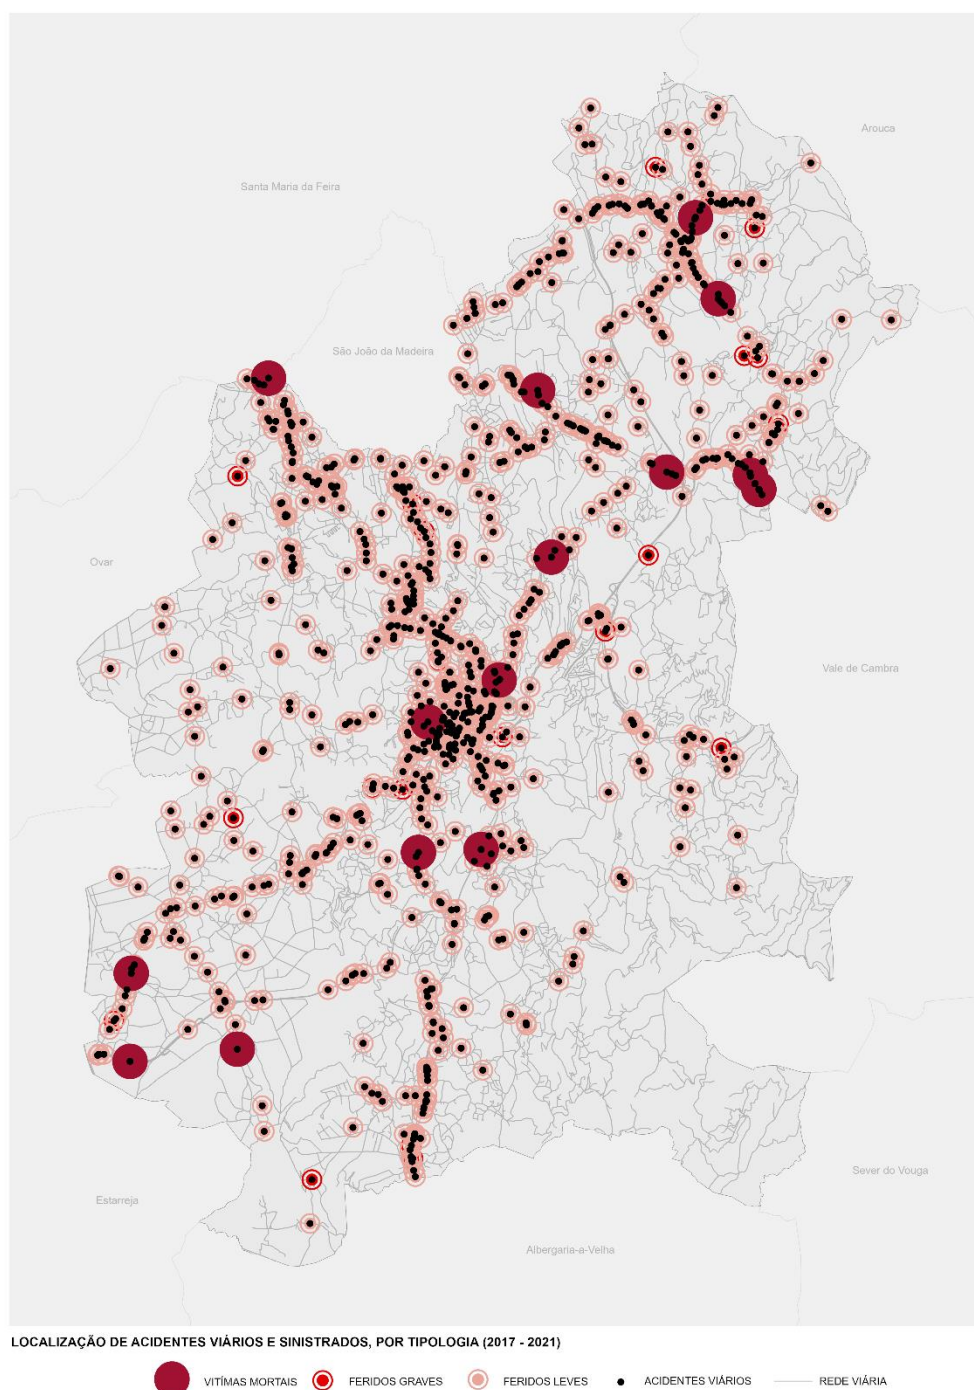 Arouca
Santa Maria da Feira
São João da Madeira
Ovar
Vale de Cambra
Sever do Vouga
Estarreja
Albergaria-a-Velha
LOCALIZAÇÃO DE ACIDENTES VIÁRIOS E SINISTRADOS, POR TIPOLOGIA (2017 - 2021)
VITÍMAS MORTAIS FERIDOS GRAVES FERIDOS LEVES ACIDENTES VIÁRIOS REDE VIÁRIA